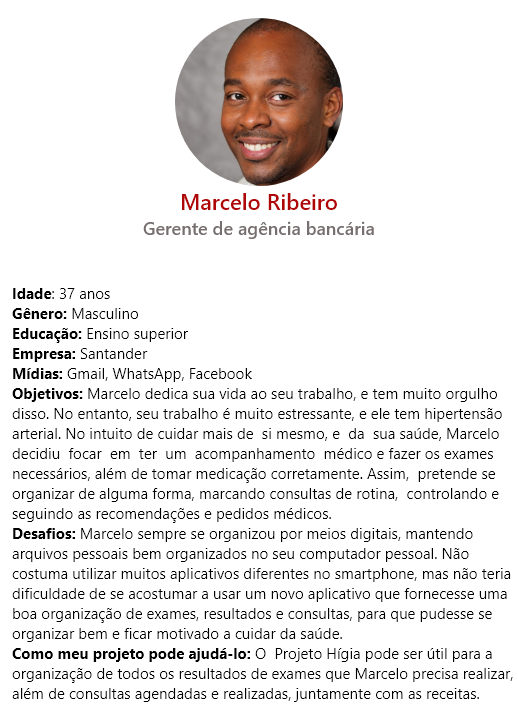 Marcelo Ribeiro
Gerente de agência bancária
Idade: 37 anos
Gênero: Masculino
Educação: Ensino superior
Empresa: Santander
Mídias: Gmail, WhatsApp, Facebook
Objetivos: Marcelo dedica sua vida ao seu trabalho, e tem muito orgulho
disso. No entanto, seu trabalho é muito estressante, e ele tem hipertensão
arterial. No intuito de cuidar mais de si mesmo, e da sua saúde, Marcelo
decidiu focar em ter um acompanhamento médico e fazer os exames
necessários, além de tomar medicação corretamente. Assim, pretende se
organizar de alguma forma, marcando consultas de rotina, controlando e
seguindo as recomendações e pedidos médicos.
Desafios: Marcelo sempre se organizou por meios digitais, mantendo
arquivos pessoais bem organizados no seu computador pessoal. Não
costuma utilizar muitos aplicativos diferentes no smartphone, mas não teria
dificuldade de se acostumar a usar um novo aplicativo que fornecesse uma
boa organização de exames, resultados e consultas, para que pudesse se
organizar bem e ficar motivado a cuidar da saúde.
Como meu projeto pode ajudá-lo: O Projeto Hígia pode ser útil para a
organização de todos os resultados de exames que Marcelo precisa realizar,
além de consultas agendadas e realizadas, juntamente com as receitas.